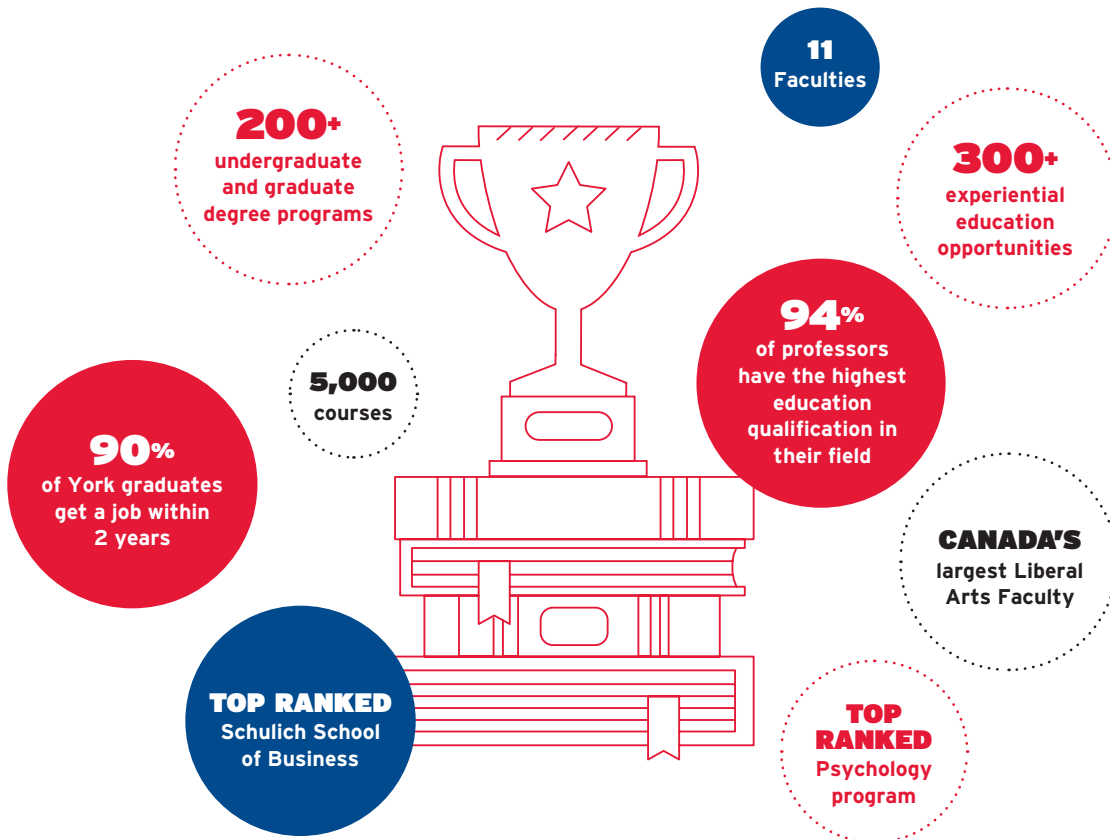 11
Faculties
200+
undergraduate
and graduate
degree programs
300+
experiential
education
opportunities
94%
of professors
have the highest
education
qualification in
their field
5,000
courses
90%
of York graduates
get a job within
2 years
CANADA'S
largest Liberal
Arts Faculty
TOP RANKED
Schulich School
of Business
TOP
RANKED
Psychology
program